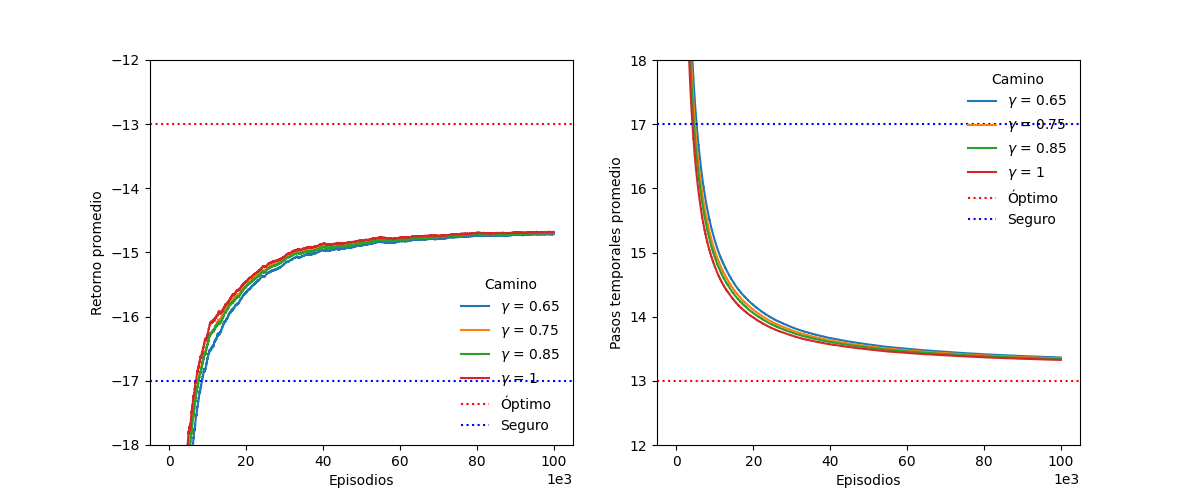 −12
−13
−14
−15
−16
−17
−18
Retorno promedio
0
20
40
60
80
100
1e3
Episodios
Camino
γ = 0.65
γ = 0.75
γ = 0.85
γ = 1
Óptimo
Seguro
18
17
16
15
14
13
12
Pasos temporales promedio
0
20
40
60
80
100
1e3
Episodios
Camino
γ = 0.65
γ = 0.75
γ = 0.85
γ = 1
Óptimo
Seguro